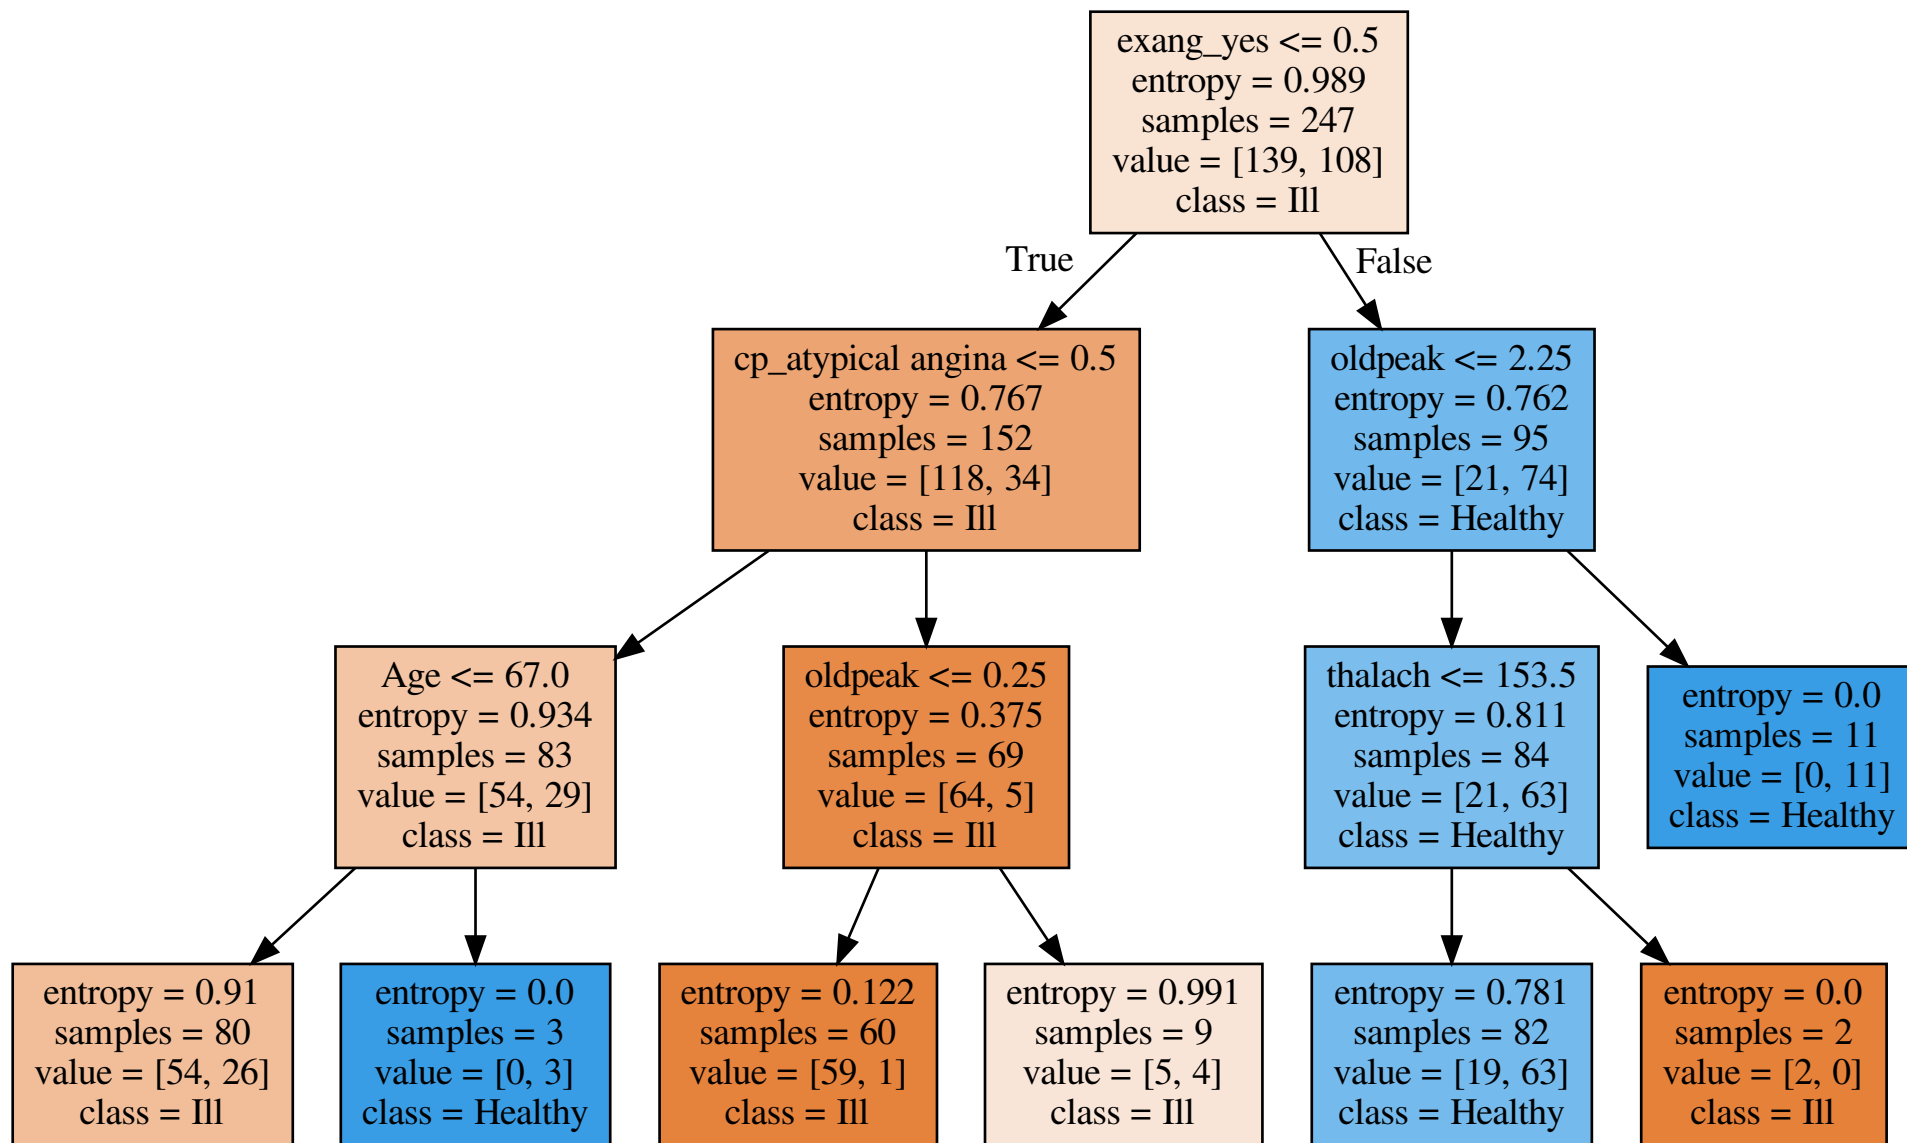 exang_yes <= 0.5
entropy = 0.989
samples = 247
value = [139, 108]
class = Ill
True
False
cp_atypical angina <= 0.5
entropy = 0.767
samples = 152
value = [118, 34]
class = Ill
oldpeak <= 2.25
entropy = 0.762
samples = 95
value = [21, 74]
class = Healthy
Age <= 67.0
entropy = 0.934
samples = 83
value = [54, 29]
class = Ill
oldpeak <= 0.25
entropy = 0.375
samples = 69
value = [64, 5]
class = Ill
thalach <= 153.5
entropy = 0.811
samples = 84
value = [21, 63]
class = Healthy
entropy = 0.0
samples = 11
value = [0, 11]
class = Healthy
entropy = 0.91
samples = 80
value = [54, 26]
class = Ill
entropy = 0.0
samples = 3
value = [0, 3]
class = Healthy
entropy = 0.122
samples = 60
value = [59, 1]
class = Ill
entropy = 0.991
samples = 9
value = [5, 4]
class = Ill
entropy = 0.781
samples = 82
value = [19, 63]
class = Healthy
entropy = 0.0
samples = 2
value = [2, 0]
class = Ill